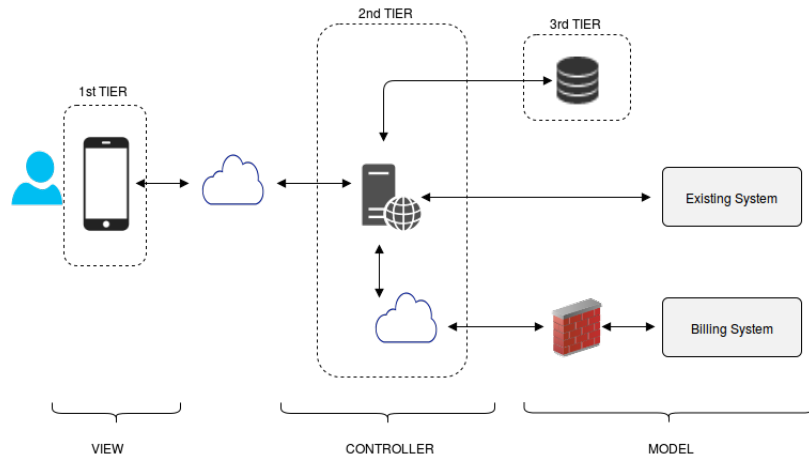 2nd TIER
3rd TIER
1st TIER
Existing System
Billing System
VIEW
CONTROLLER
MODEL